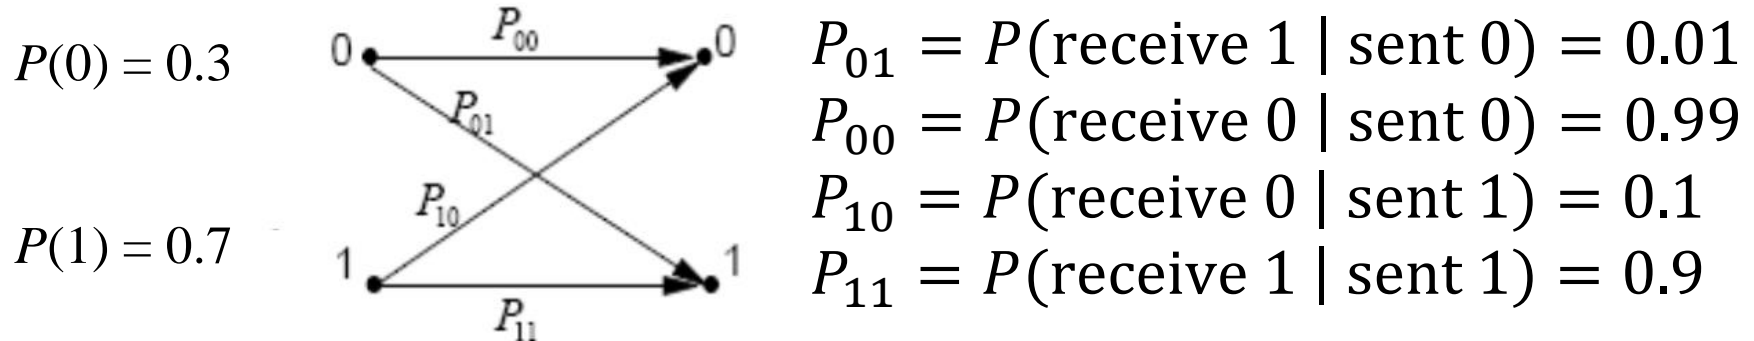 P(0) = 0.3
P(1) = 0.7
0 P₀₀ 0
P₀₁
P₁₀
1 P₁₁ 1
P₀₁ = P(receive 1 | sent 0) = 0.01
P₀₀ = P(receive 0 | sent 0) = 0.99
P₁₀ = P(receive 0 | sent 1) = 0.1
P₁₁ = P(receive 1 | sent 1) = 0.9